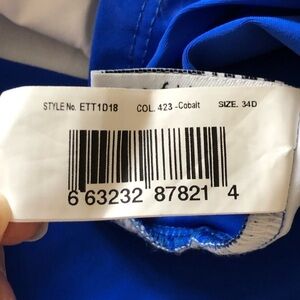 STYLE No. ETT1D18 COL. 423 -Cobalt SIZE. 34D
6 63232 87821 4